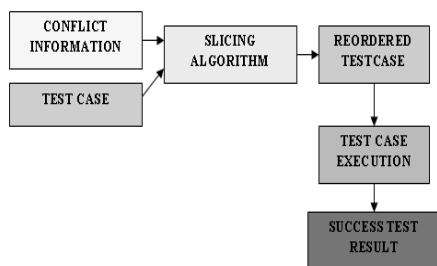 CONFLICT
INFORMATION
TEST CASE
SLICING
ALGORITHM
REORDERED
TESTCASE
TEST CASE
EXECUTION
SUCCESS TEST
RESULT